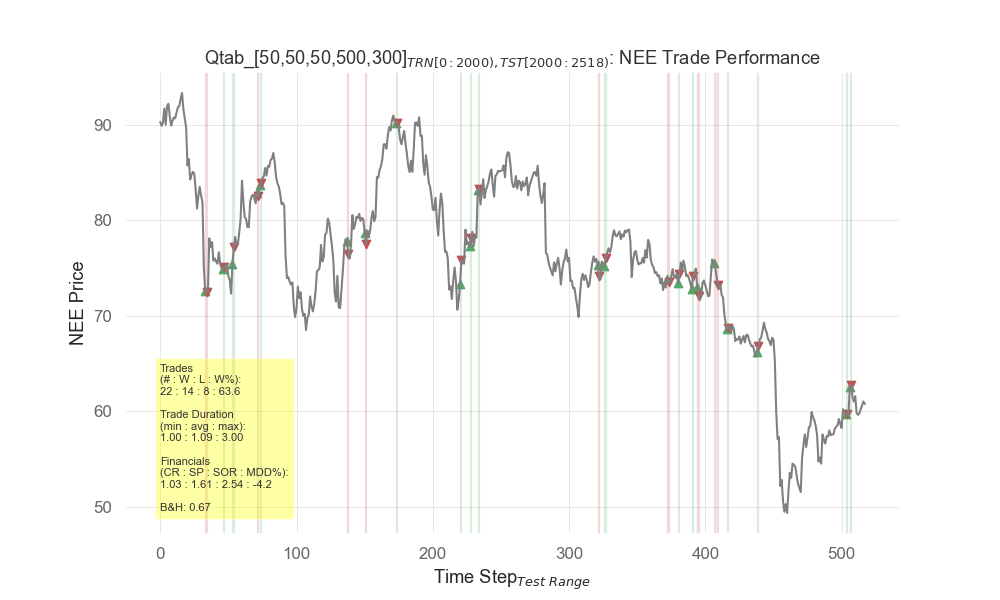 Qtab_[50,50,50,500,300]TRN[0:2000),TST[2000:2518): NEE Trade Performance
NEE Price
90
80
70
60
50
Trades
(# : W : L : W%):
22 : 14 : 8 : 63.6
Trade Duration
(min : avg : max):
1.00 : 1.09 : 3.00
Financials
(CR : SP : SOR : MDD%):
1.03 : 1.61 : 2.54 : -4.2
B&H: 0.67
0 100 200 300 400 500
Time StepTest Range